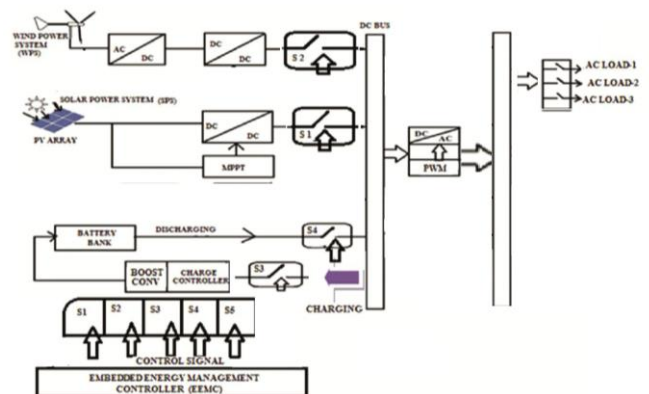 DC BUS
WIND POWER
SYSTEM
(WPS)
AC
DC
DC
DC
S2
AC LOAD-1
AC LOAD-2
AC LOAD-3
SOLAR POWER SYSTEM (SPS)
PV ARRAY
DC
DC
S1
MPPT
DC
AC
PWM
BATTERY
BANK
DISCHARGING
S4
BOOST
CONV
CHARGE
CONTROLLER
S3
CHARGING
S1
S2
S3
S4
S5
CONTROL SIGNAL
EMBEDDED ENERGY MANAGEMENT
CONTROLLER (EEMC)